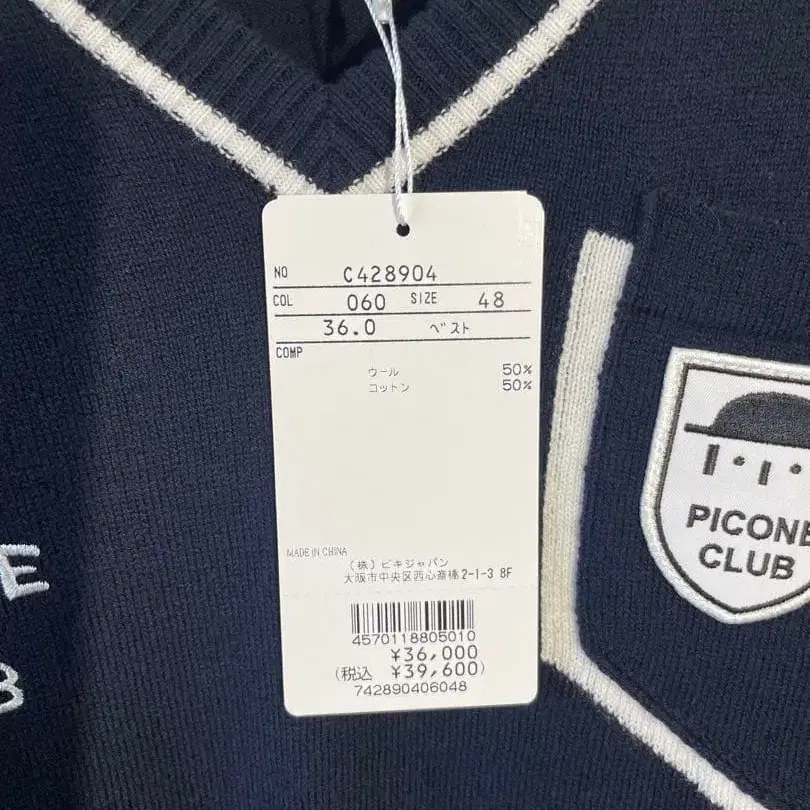 NO C428904
COL 060 SIZE 48
36.0 ベスト
COMP
ウール 50%
コットン 50%
MADE IN CHINA
(株)ピキジャパン
大阪市中央区西心斎橋2-1-3 8F
4570118805010
¥36,000
(税込 ¥39,600)
742890406048
PICONE
CLUB
E
B